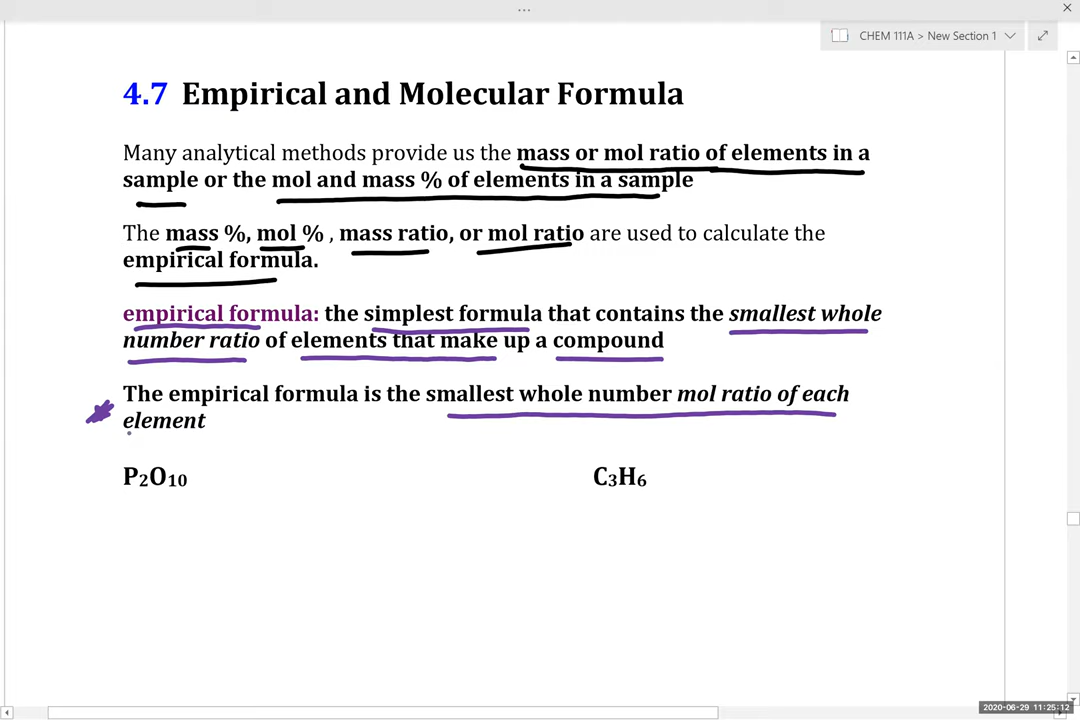 ...
CHEM 111A > New Section 1
4.7 Empirical and Molecular Formula
Many analytical methods provide us the mass or mol ratio of elements in a
sample or the mol and mass % of elements in a sample
The mass %, mol % , mass ratio, or mol ratio are used to calculate the
empirical formula.
empirical formula: the simplest formula that contains the smallest whole
number ratio of elements that make up a compound
The empirical formula is the smallest whole number mol ratio of each
element
P₂O₁₀ C₃H₆
2020-06-29 11:25:12